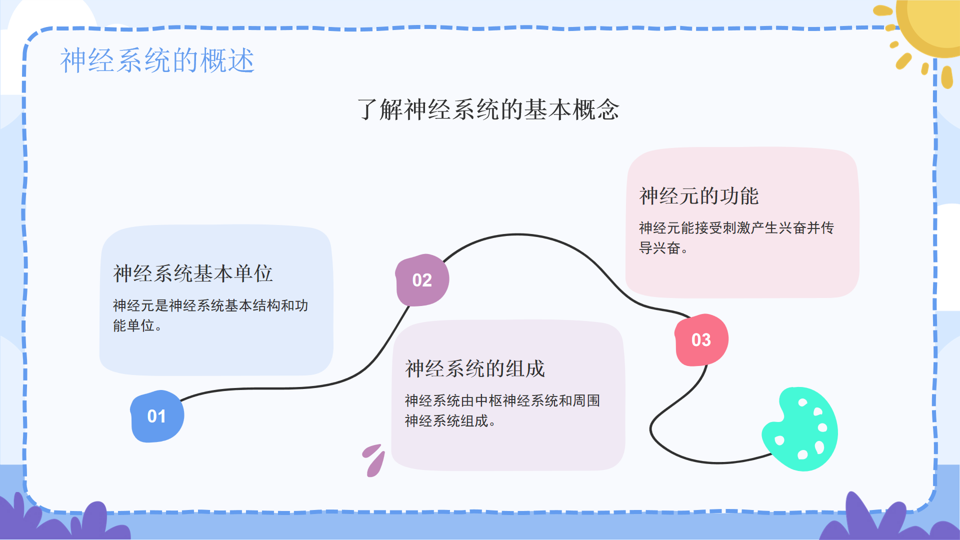 神经系统的概述
了解神经系统的基本概念
神经系统基本单位
神经元是神经系统基本结构和功
能单位。
01
02
神经系统的组成
神经系统由中枢神经系统和周围
神经系统组成。
神经元的功能
神经元能接受刺激产生兴奋并传
导兴奋。
03